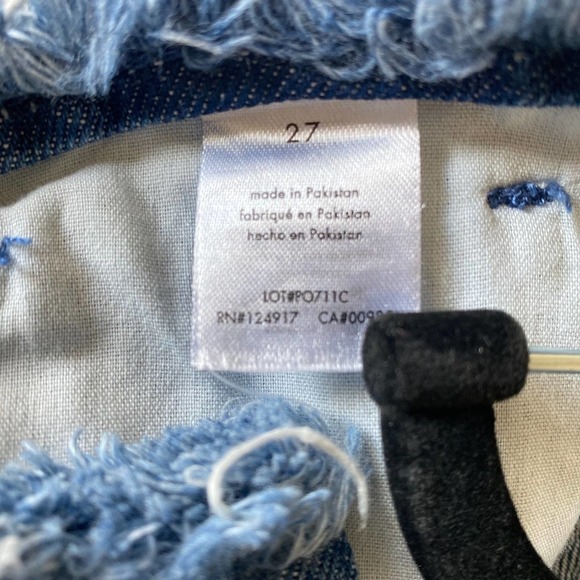 27
made in Pakistan
fabriqué en Pakistan
hecho en Pakistan
LOT#PO711C
RN#124917